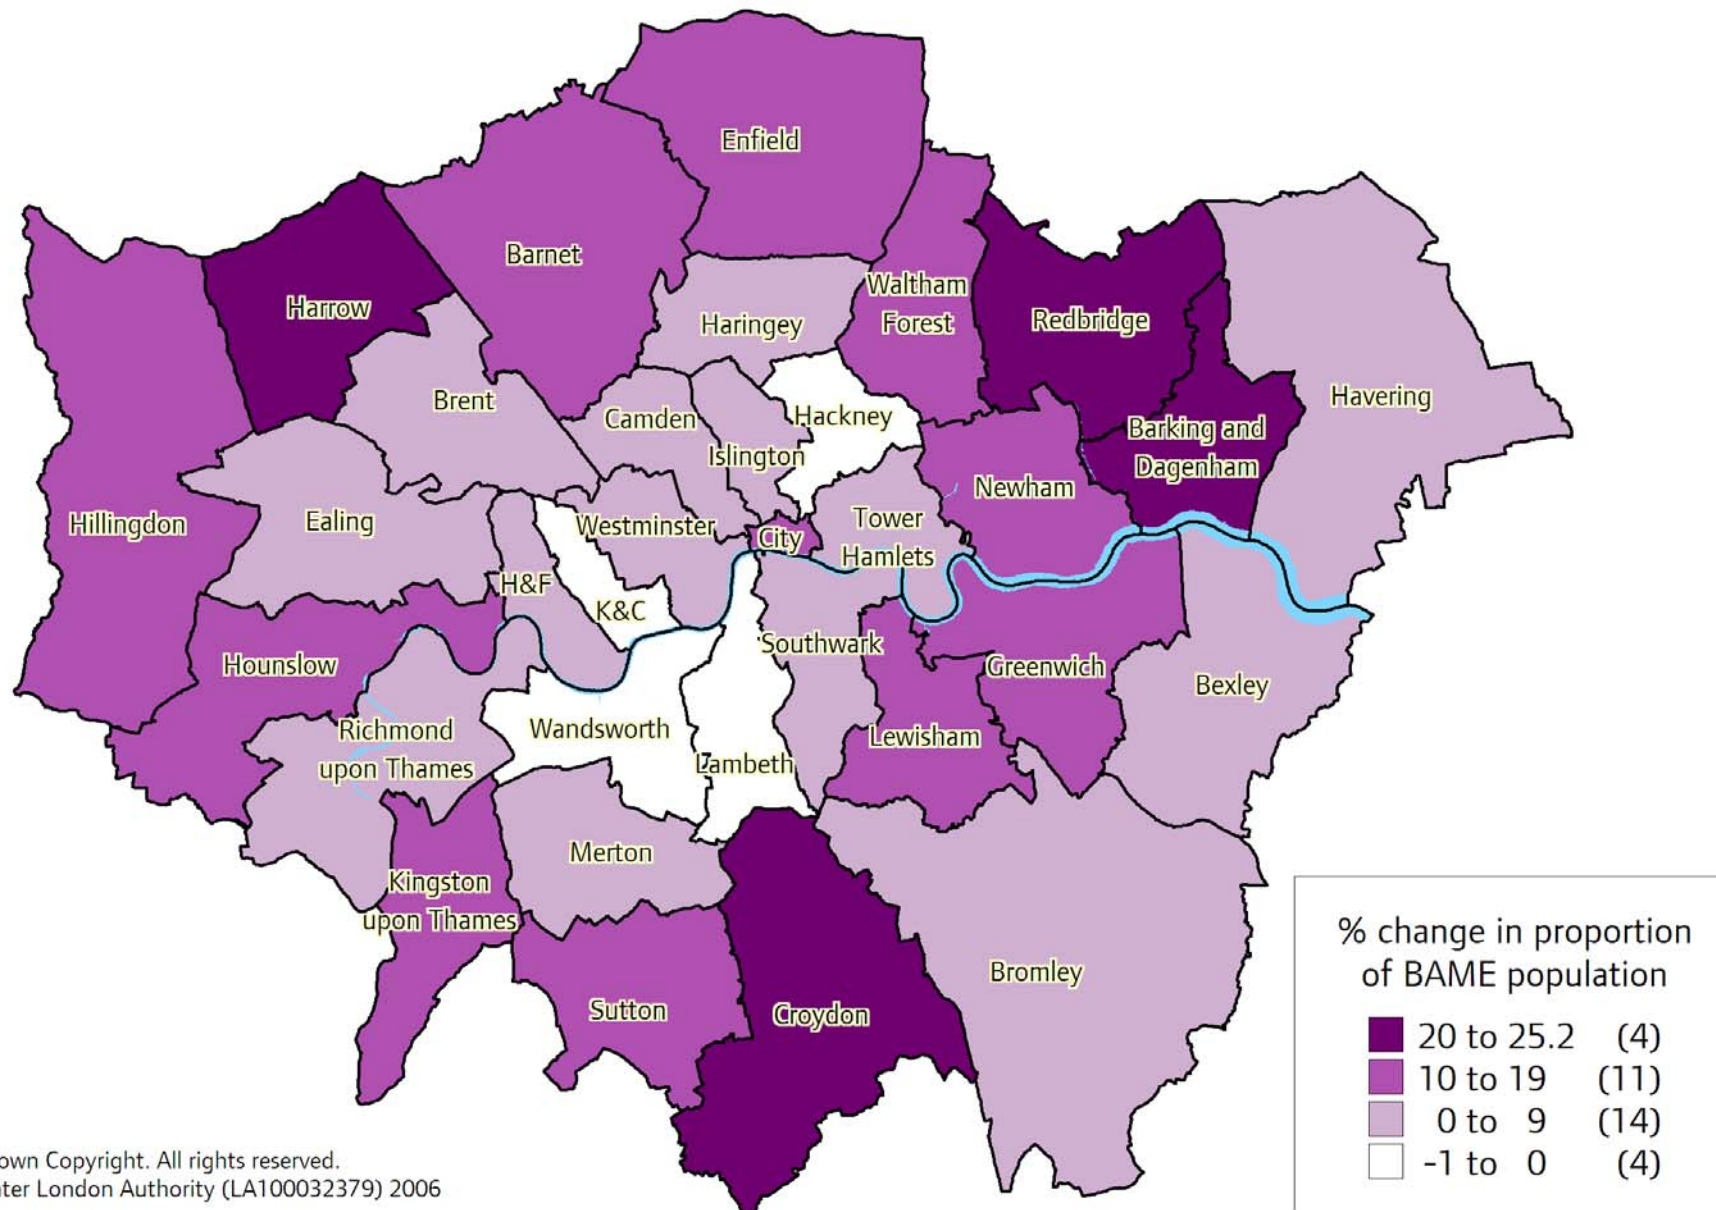 Enfield
Barnet
Harrow
Waltham
Forest
Haringey
Redbridge
Havering
Brent
Camden
Hackney
Islington
Barking and
Dagenham
Newham
Hillingdon
Ealing
Westminster
City
Tower
Hamlets
H&F
K&C
Southwark
Hounslow
Greenwich
Bexley
Richmond
upon Thames
Wandsworth
Lambeth
Lewisham
Merton
Kingston
upon Thames
Sutton
Croydon
Bromley
% change in proportion
of BAME population
20 to 25.2 (4)
10 to 19 (11)
0 to 9 (14)
-1 to 0 (4)
own Copyright. All rights reserved.
ter London Authority (LA100032379) 2006